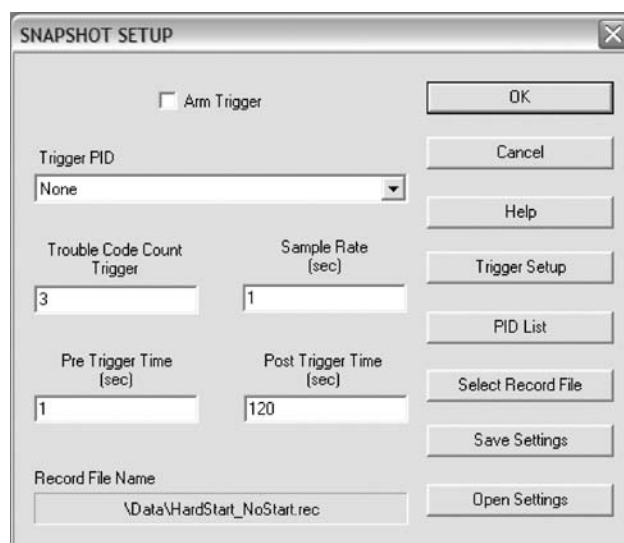 SNAPSHOT SETUP
Arm Trigger
OK
Trigger PID
Cancel
None
Help
Trouble Code Count
Trigger
Sample Rate
(sec)
Trigger Setup
3
1
PID List
Pre Trigger Time
(sec)
Post Trigger Time
(sec)
Select Record File
1
120
Save Settings
Record File Name
\Data\HardStart_NoStart.rec
Open Settings